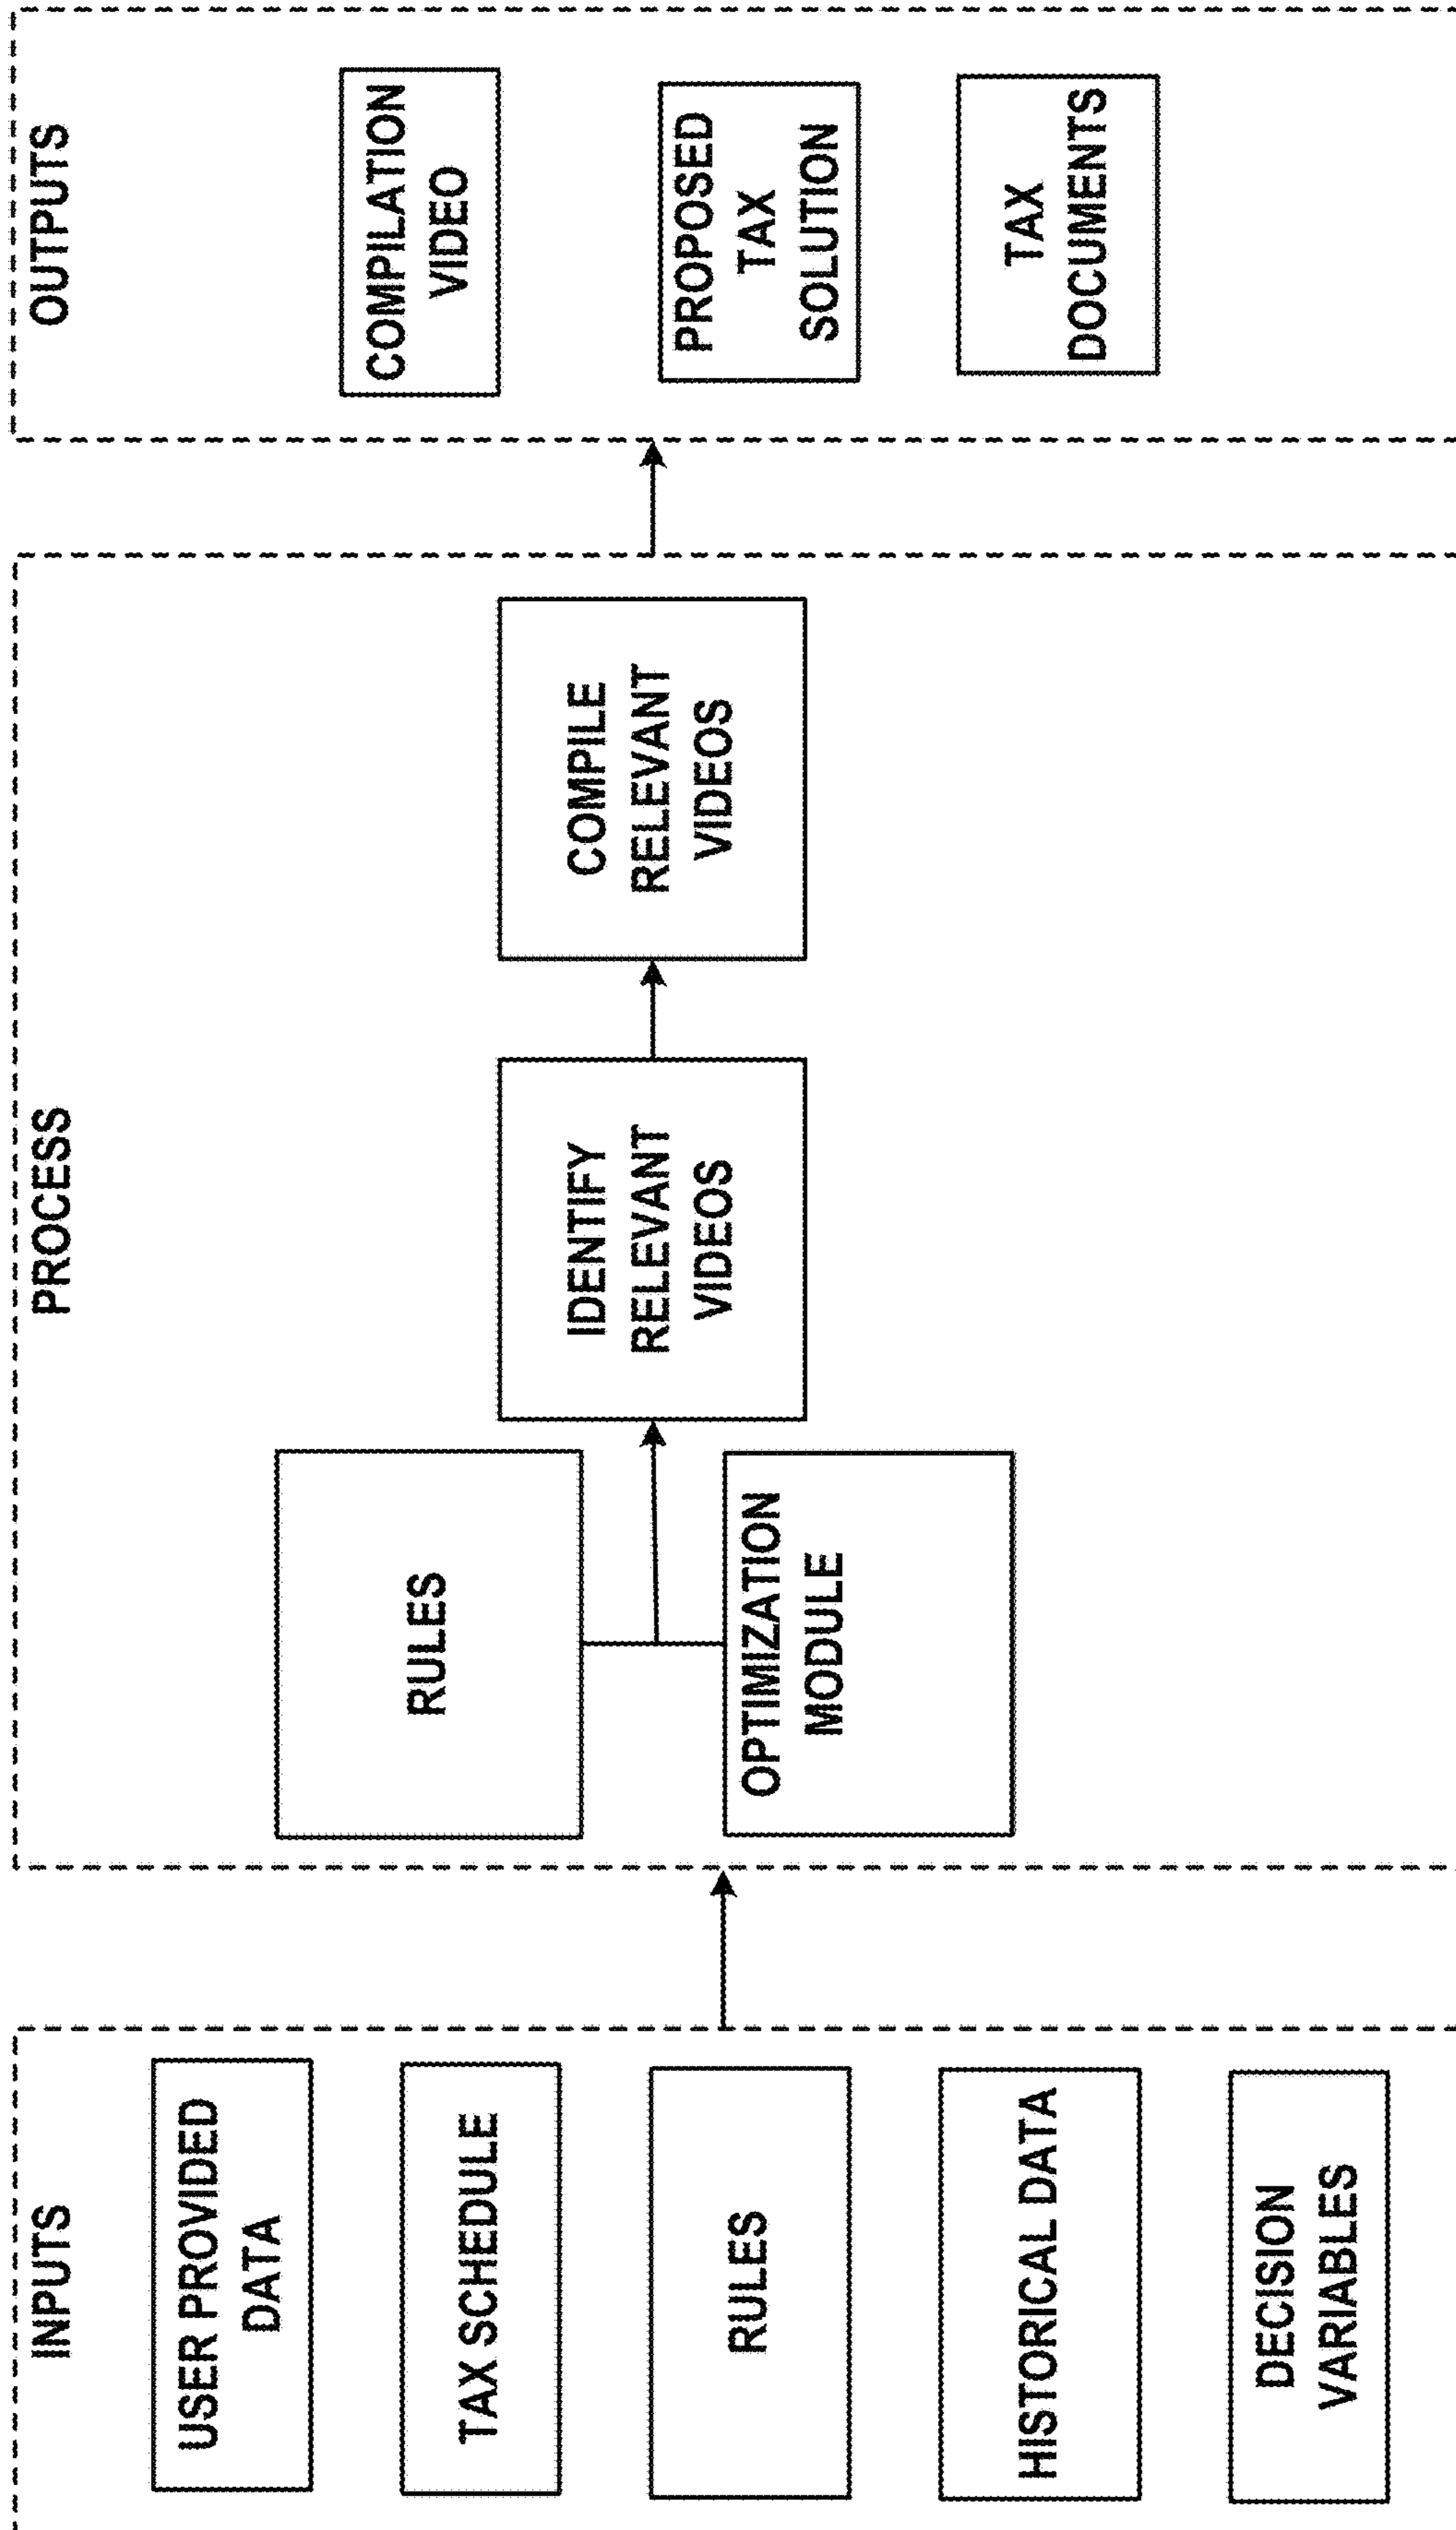 INPUTS
USER PROVIDED
DATA
TAX SCHEDULE
RULES
HISTORICAL DATA
DECISION
VARIABLES
PROCESS
RULES
OPTIMIZATION
MODULE
IDENTIFY
RELEVANT
VIDEOS
COMPILE
RELEVANT
VIDEOS
OUTPUTS
COMPILATION
VIDEO
PROPOSED
TAX
SOLUTION
TAX
DOCUMENTS